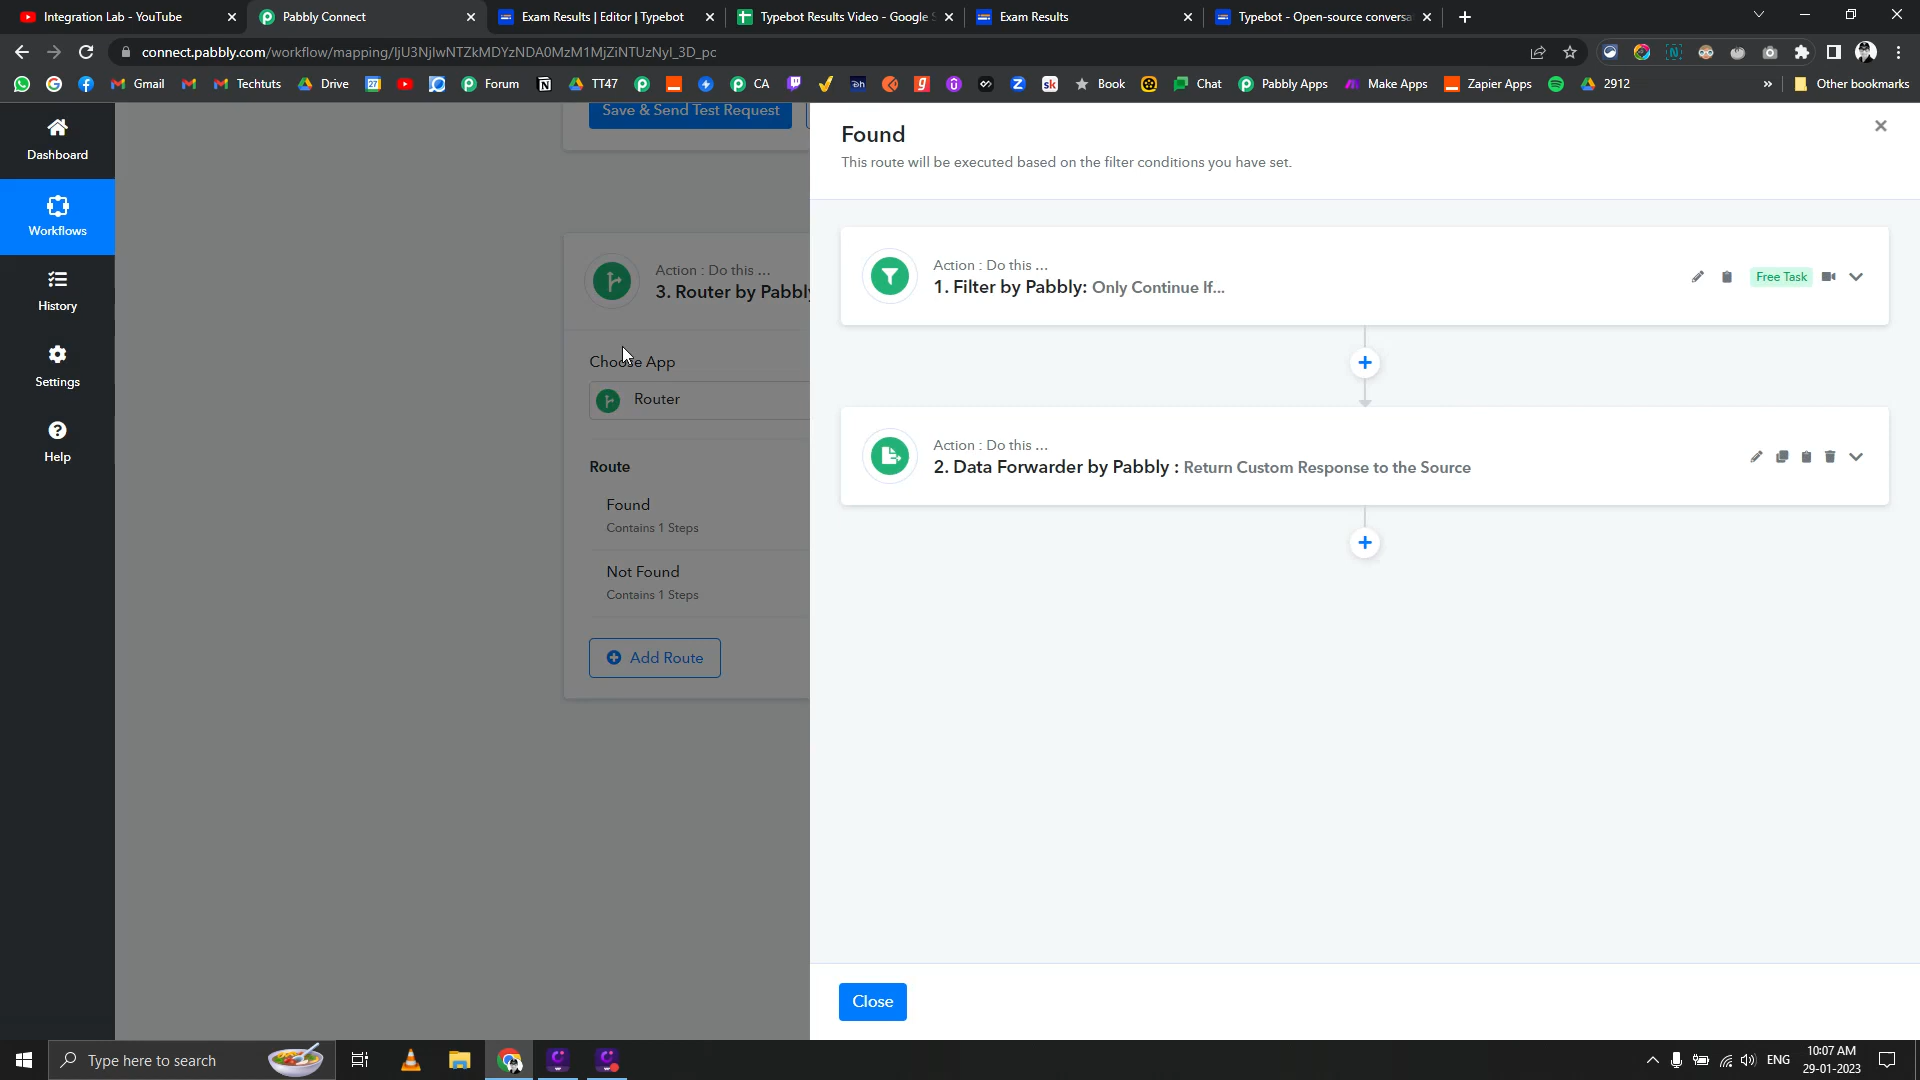 Integration Lab - YouTube
Pabbly Connect
Exam Results | Editor | Typebot
Typebot Results Video - Google S
Exam Results
Typebot - Open-source conversa
connect.pabbly.com/workflow/mapping/IjU3NjIwNTZkMDYzNDA0MzM1MjZiNTUzNyI_3D_pc
Gmail
Techtuts
Drive
Forum
TT47
CA
Book
Chat
Pabbly Apps
Make Apps
Zapier Apps
2912
»
Other bookmarks
Dashboard
Workflows
History
Settings
Help
Save & Send Test Request
Action : Do this ...
3. Router by Pabbly
Choose App
Router
Route
Found
Contains 1 Steps
Not Found
Contains 1 Steps
Add Route
Found
This route will be executed based on the filter conditions you have set.
Action : Do this ...
1. Filter by Pabbly: Only Continue If...
Free Task
Action : Do this ...
2. Data Forwarder by Pabbly : Return Custom Response to the Source
Close
Type here to search
ENG
10:07 AM
29-01-2023